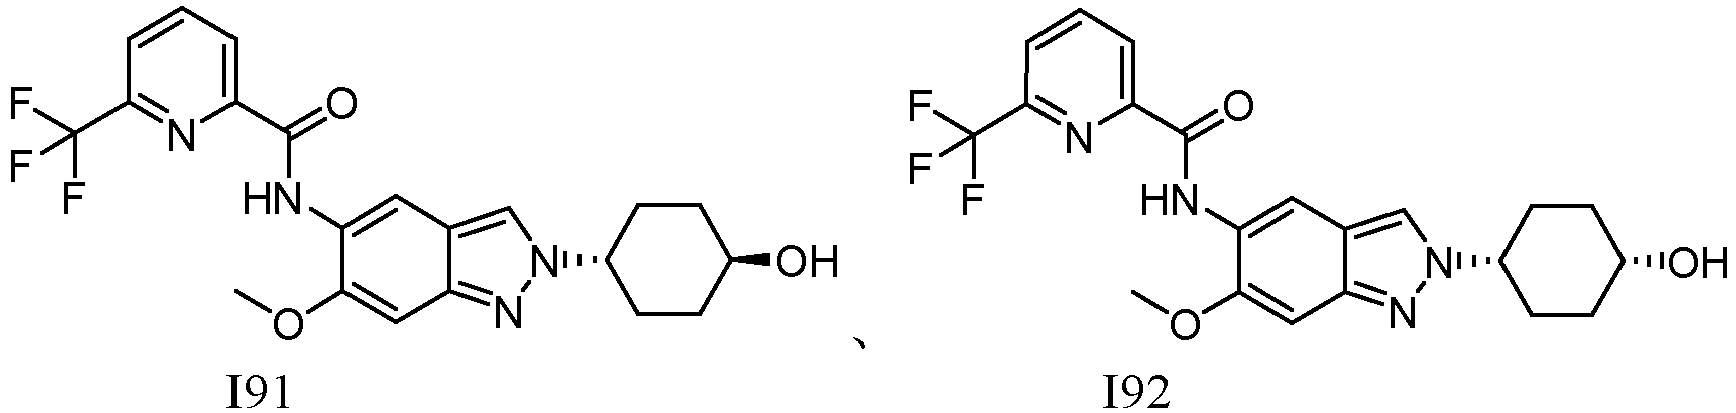 F F F N O HN N N O OH 、 F F F N O HN N N O OH
I91 I92